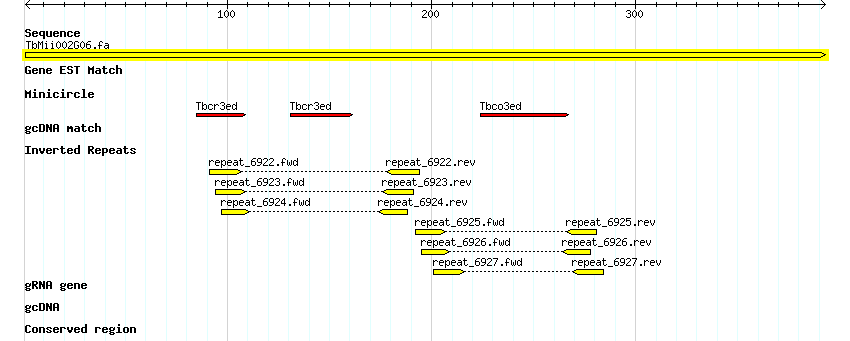 100 200 300
Sequence
TbMii002G06.fa
Gene EST Match
Minicircle
Tbcr3ed Tbcr3ed Tbco3ed
gcDNA match
Inverted Repeats
repeat_6922.fwd repeat_6922.rev
repeat_6923.fwd repeat_6923.rev
repeat_6924.fwd repeat_6924.rev
repeat_6925.fwd repeat_6925.rev
repeat_6926.fwd repeat_6926.rev
repeat_6927.fwd repeat_6927.rev
gRNA gene
gcDNA
Conserved region